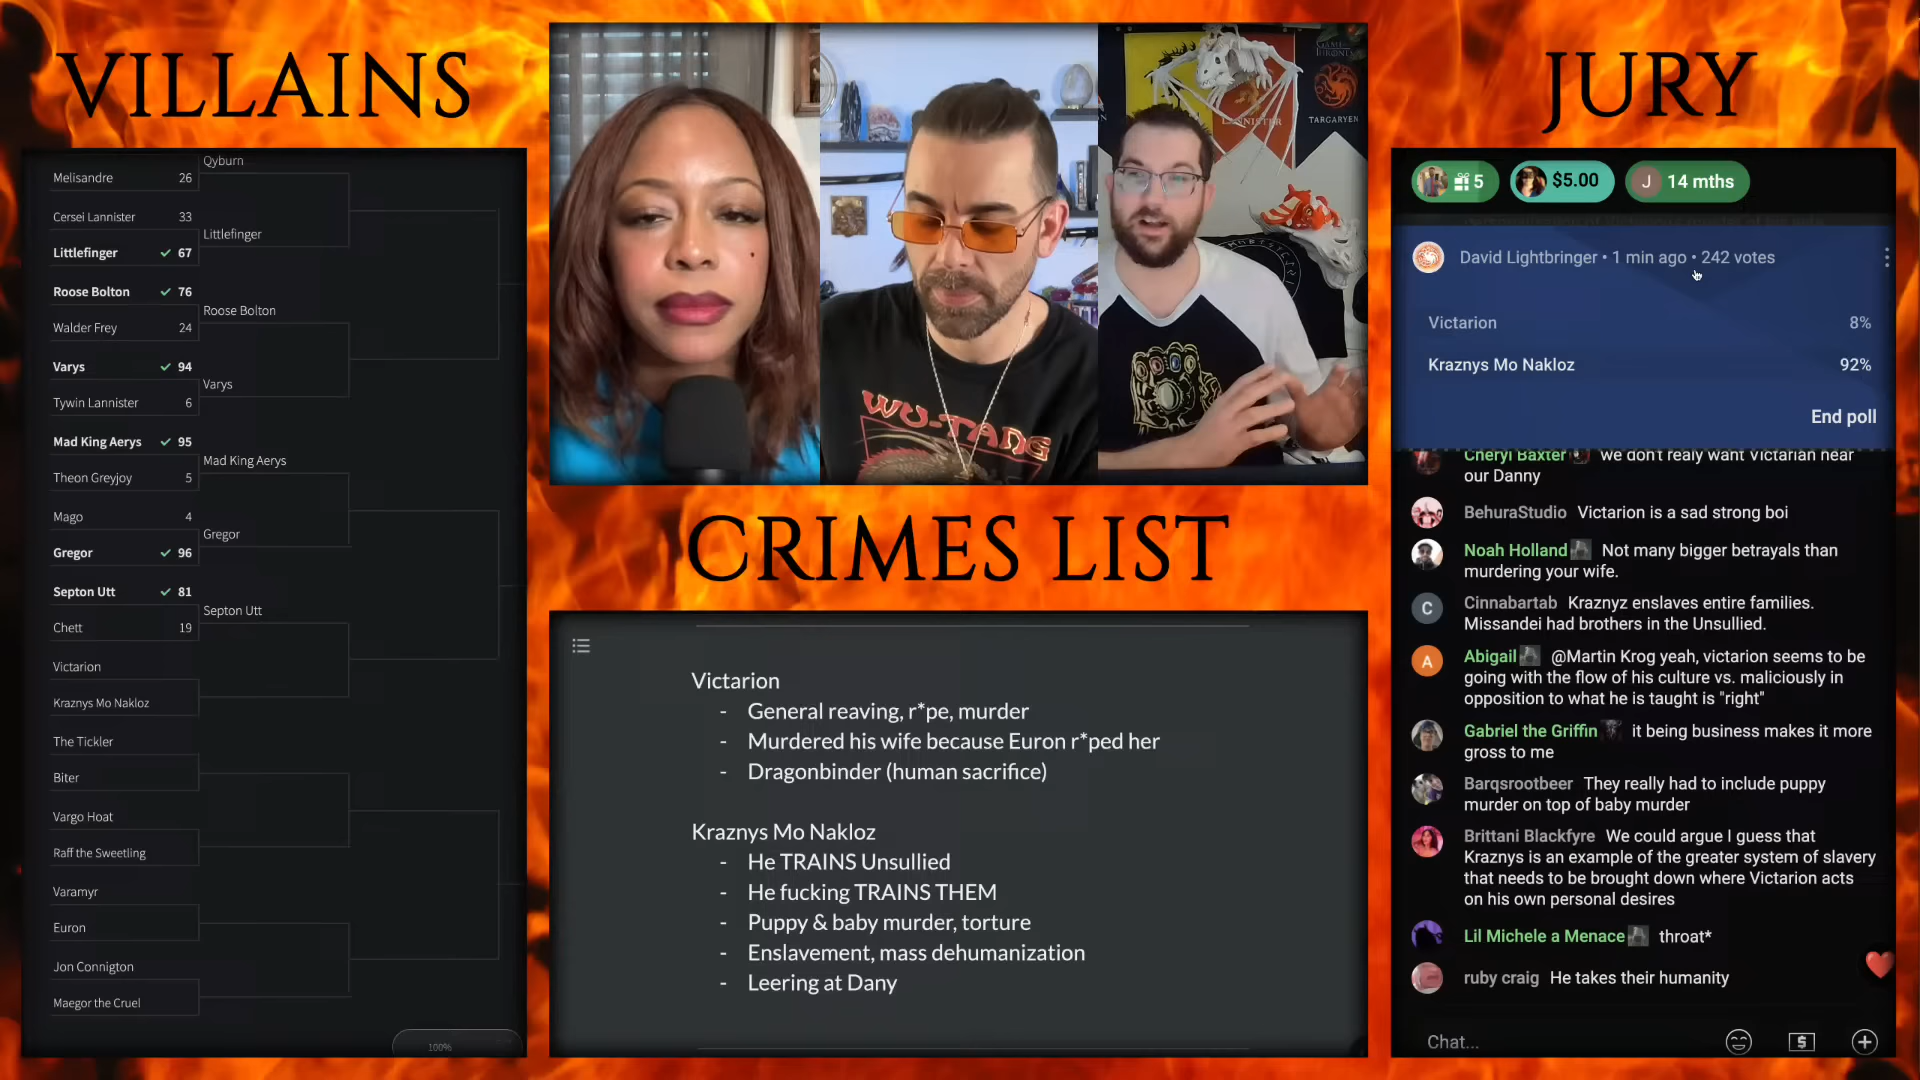 VILLAINS
Qyburn
Melisandre 26
Cersei Lannister 33
Littlefinger
Littlefinger ✓ 67
Roose Bolton ✓ 76
Roose Bolton
Walder Frey 24
Varys ✓ 94
Varys
Tywin Lannister 6
Mad King Aerys ✓ 95
Mad King Aerys
Theon Greyjoy 5
Mago 4
Gregor
Gregor ✓ 96
Septon Utt ✓ 81
Septon Utt
Chett 19
Victarion
Kraznys Mo Nakloz
The Tickler
Biter
Vargo Hoat
Raff the Sweetling
Varamyr
Euron
Jon Connigton
Maegor the Cruel
100%
WU-TANG
GAME THRONES
LANNISTER
TARGARYEN
CRIMES LIST
Victarion
- General reaving, r*pe, murder
- Murdered his wife because Euron r*ped her
- Dragonbinder (human sacrifice)
Kraznys Mo Nakloz
- He TRAINS Unsullied
- He fucking TRAINS THEM
- Puppy & baby murder, torture
- Enslavement, mass dehumanization
- Leering at Dany
JURY
5
$5.00
J 14 mths
David Lightbringer • 1 min ago • 242 votes
Victarion 8%
Kraznys Mo Nakloz 92%
End poll
Cheryl Baxter we don't realy want Victarian near
our Danny
BehuraStudio Victarion is a sad strong boi
Noah Holland Not many bigger betrayals than
murdering your wife.
C Cinnabartab Kraznyz enslaves entire families.
Missandei had brothers in the Unsullied.
A Abigail @Martin Krog yeah, victarion seems to be
going with the flow of his culture vs. maliciously in
opposition to what he is taught is "right"
Gabriel the Griffin it being business makes it more
gross to me
Barqsrootbeer They really had to include puppy
murder on top of baby murder
Brittani Blackfyre We could argue I guess that
Kraznys is an example of the greater system of slavery
that needs to be brought down where Victarion acts
on his own personal desires
Lil Michele a Menace throat*
ruby craig He takes their humanity
Chat...